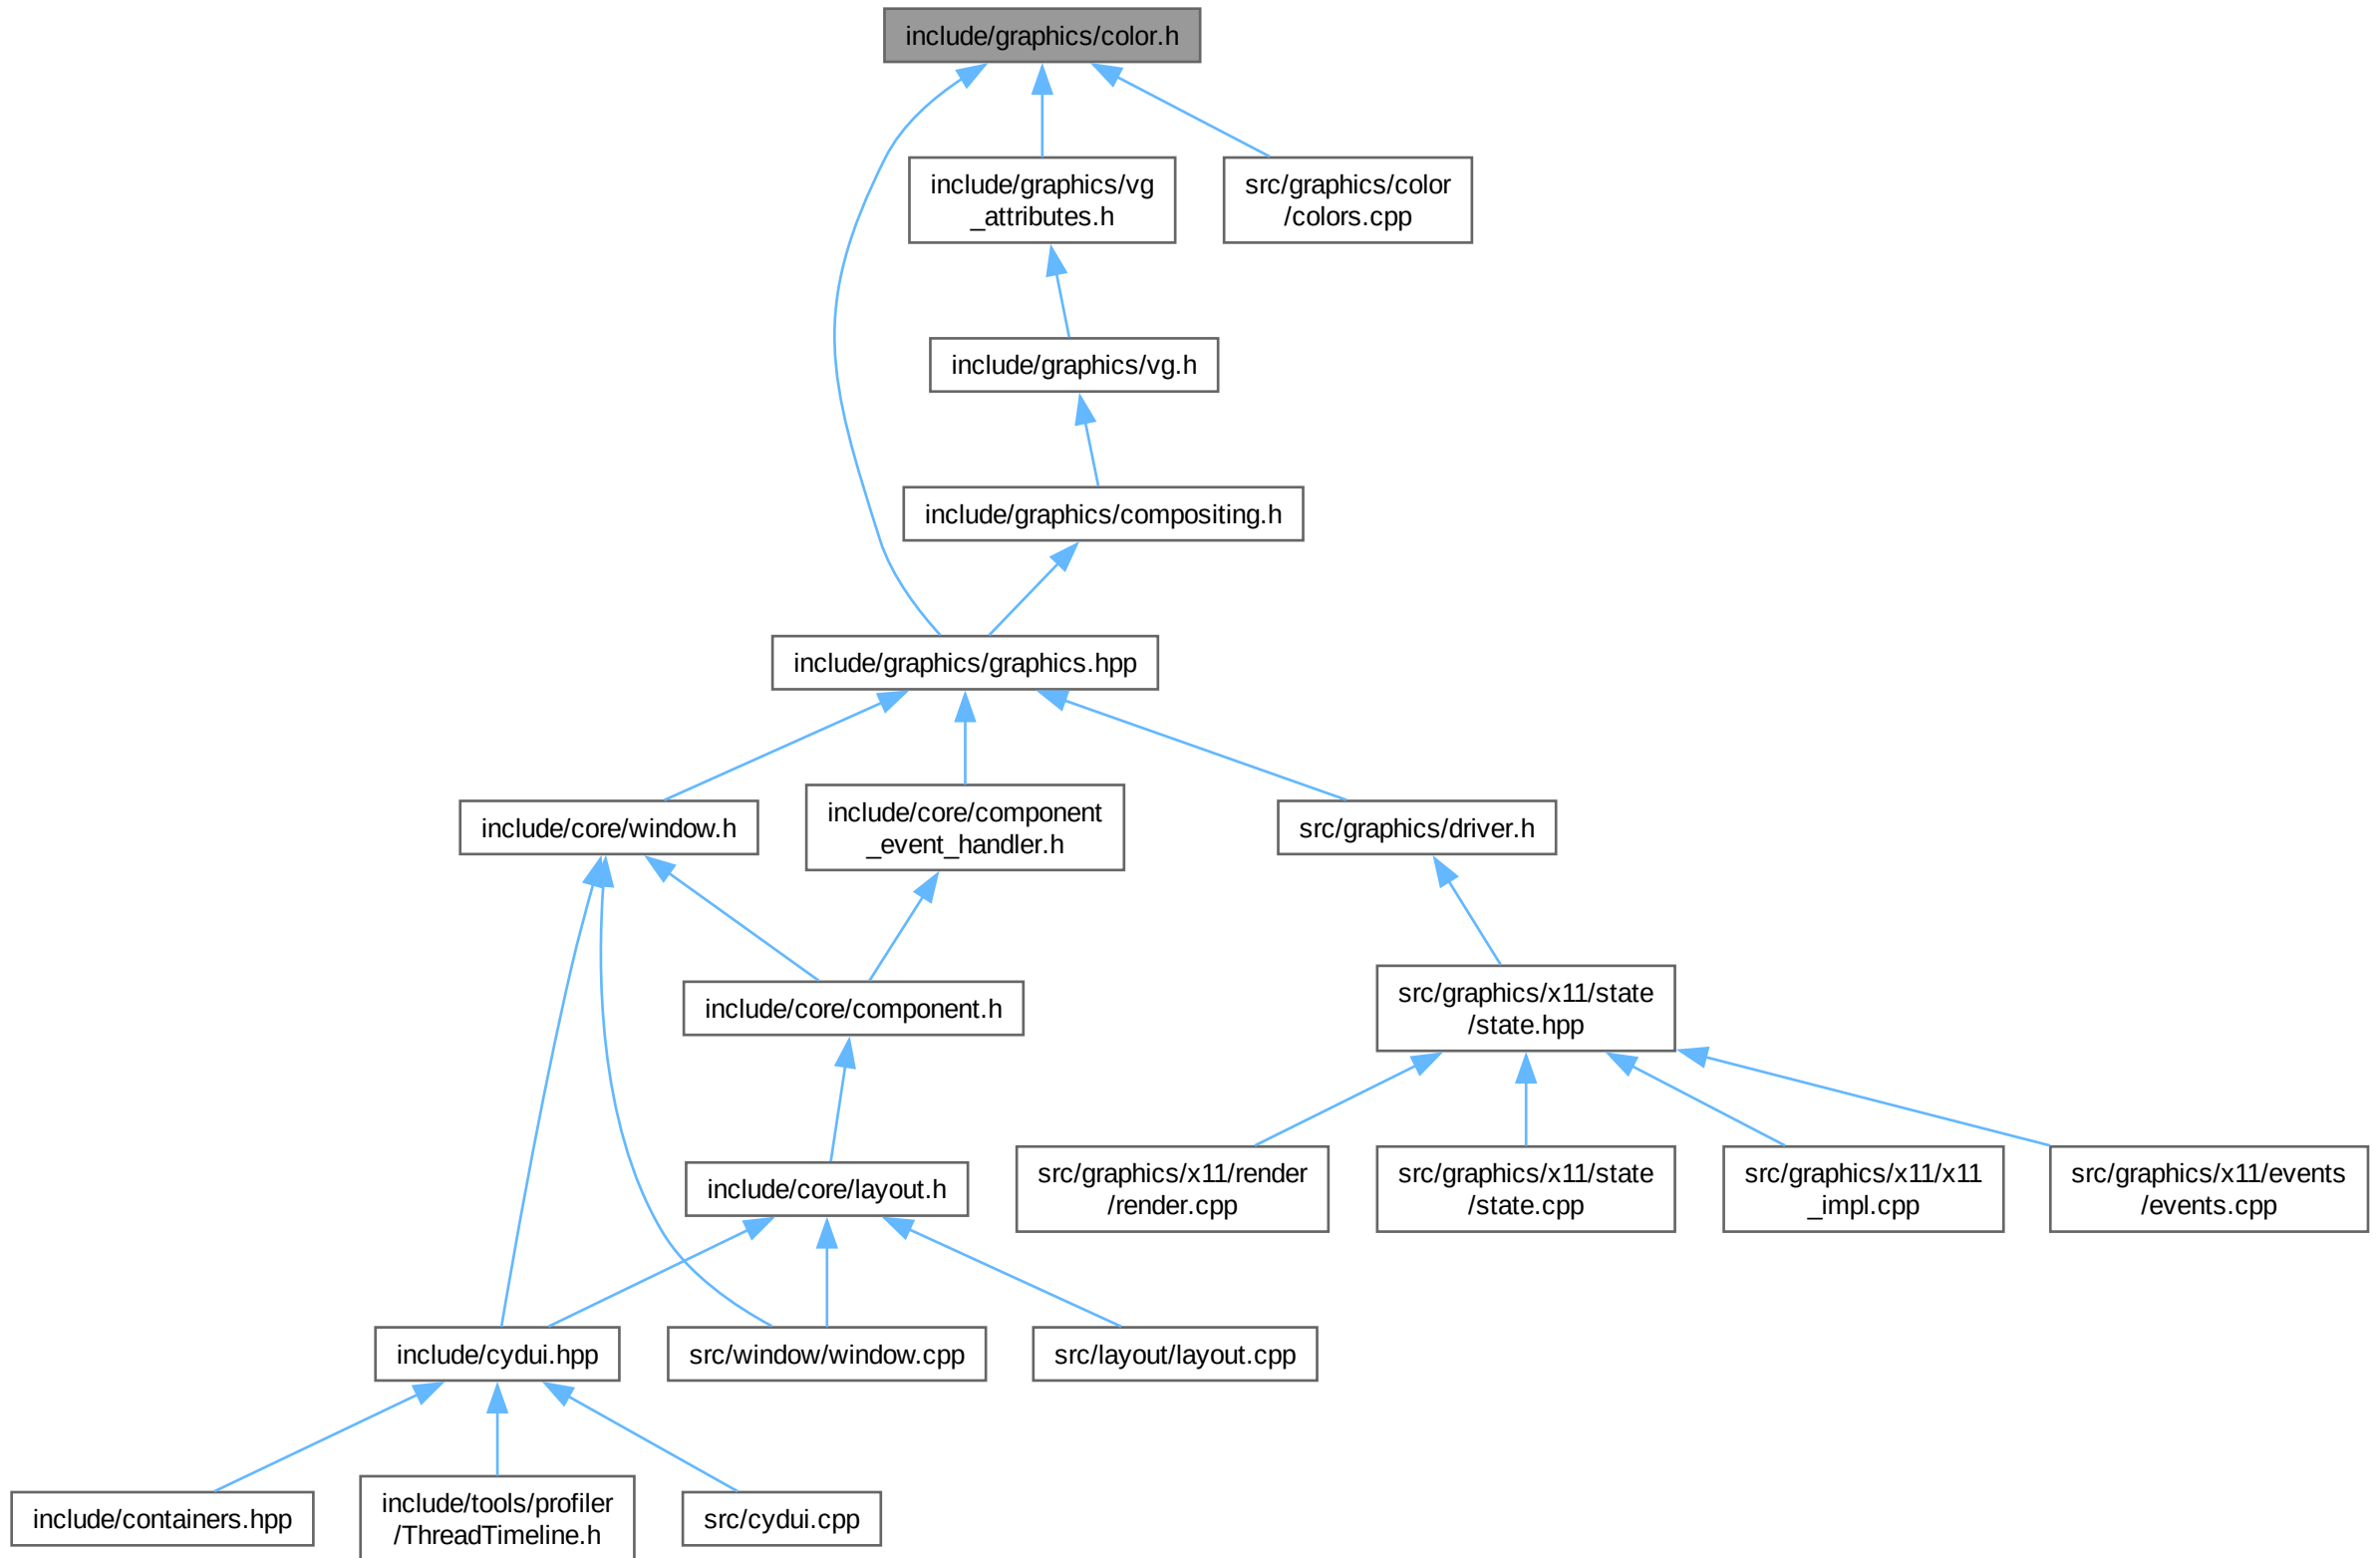 include/graphics/color.h
include/graphics/vg
_attributes.h
src/graphics/color
/colors.cpp
include/graphics/vg.h
include/graphics/compositing.h
include/graphics/graphics.hpp
include/core/window.h
include/core/component
_event_handler.h
src/graphics/driver.h
include/core/component.h
src/graphics/x11/state
/state.hpp
include/core/layout.h
src/graphics/x11/render
/render.cpp
src/graphics/x11/state
/state.cpp
src/graphics/x11/x11
_impl.cpp
src/graphics/x11/events
/events.cpp
include/cydui.hpp
src/window/window.cpp
src/layout/layout.cpp
include/containers.hpp
include/tools/profiler
/ThreadTimeline.h
src/cydui.cpp